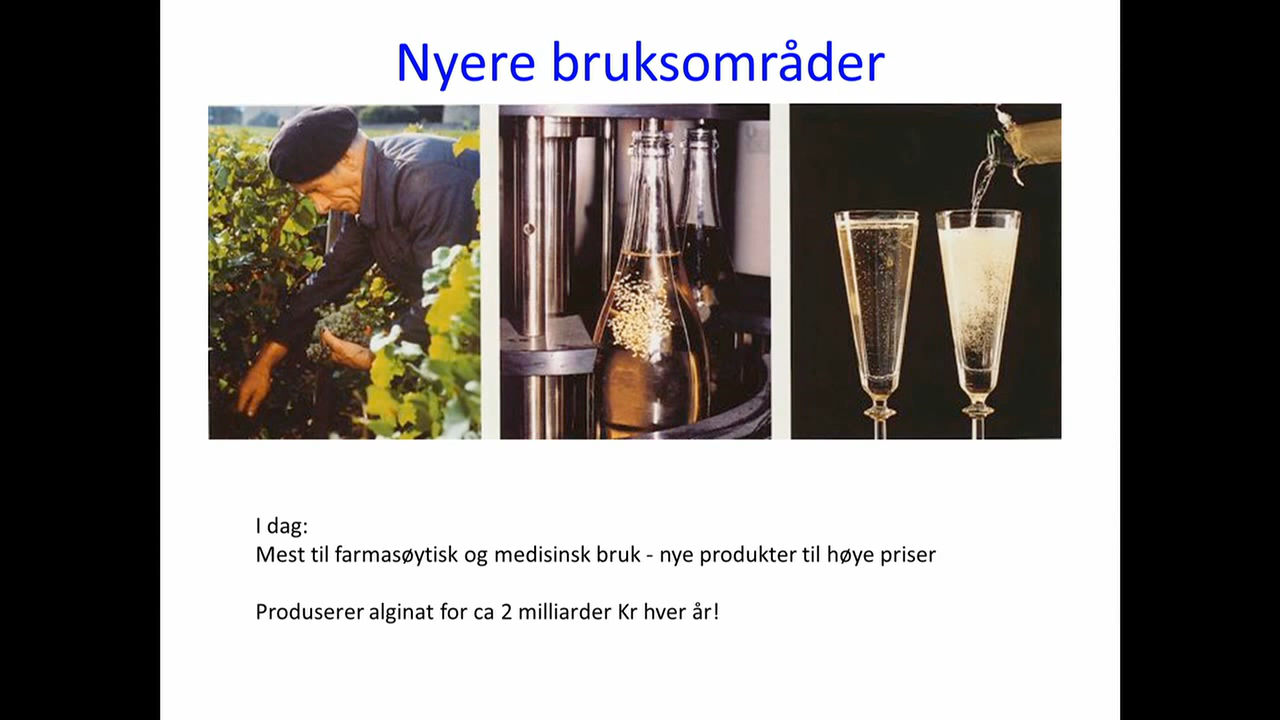 Nyere bruksområder
I dag:
Mest til farmasøytisk og medisinsk bruk - nye produkter til høye priser
Produserer alginat for ca 2 milliarder Kr hver år!